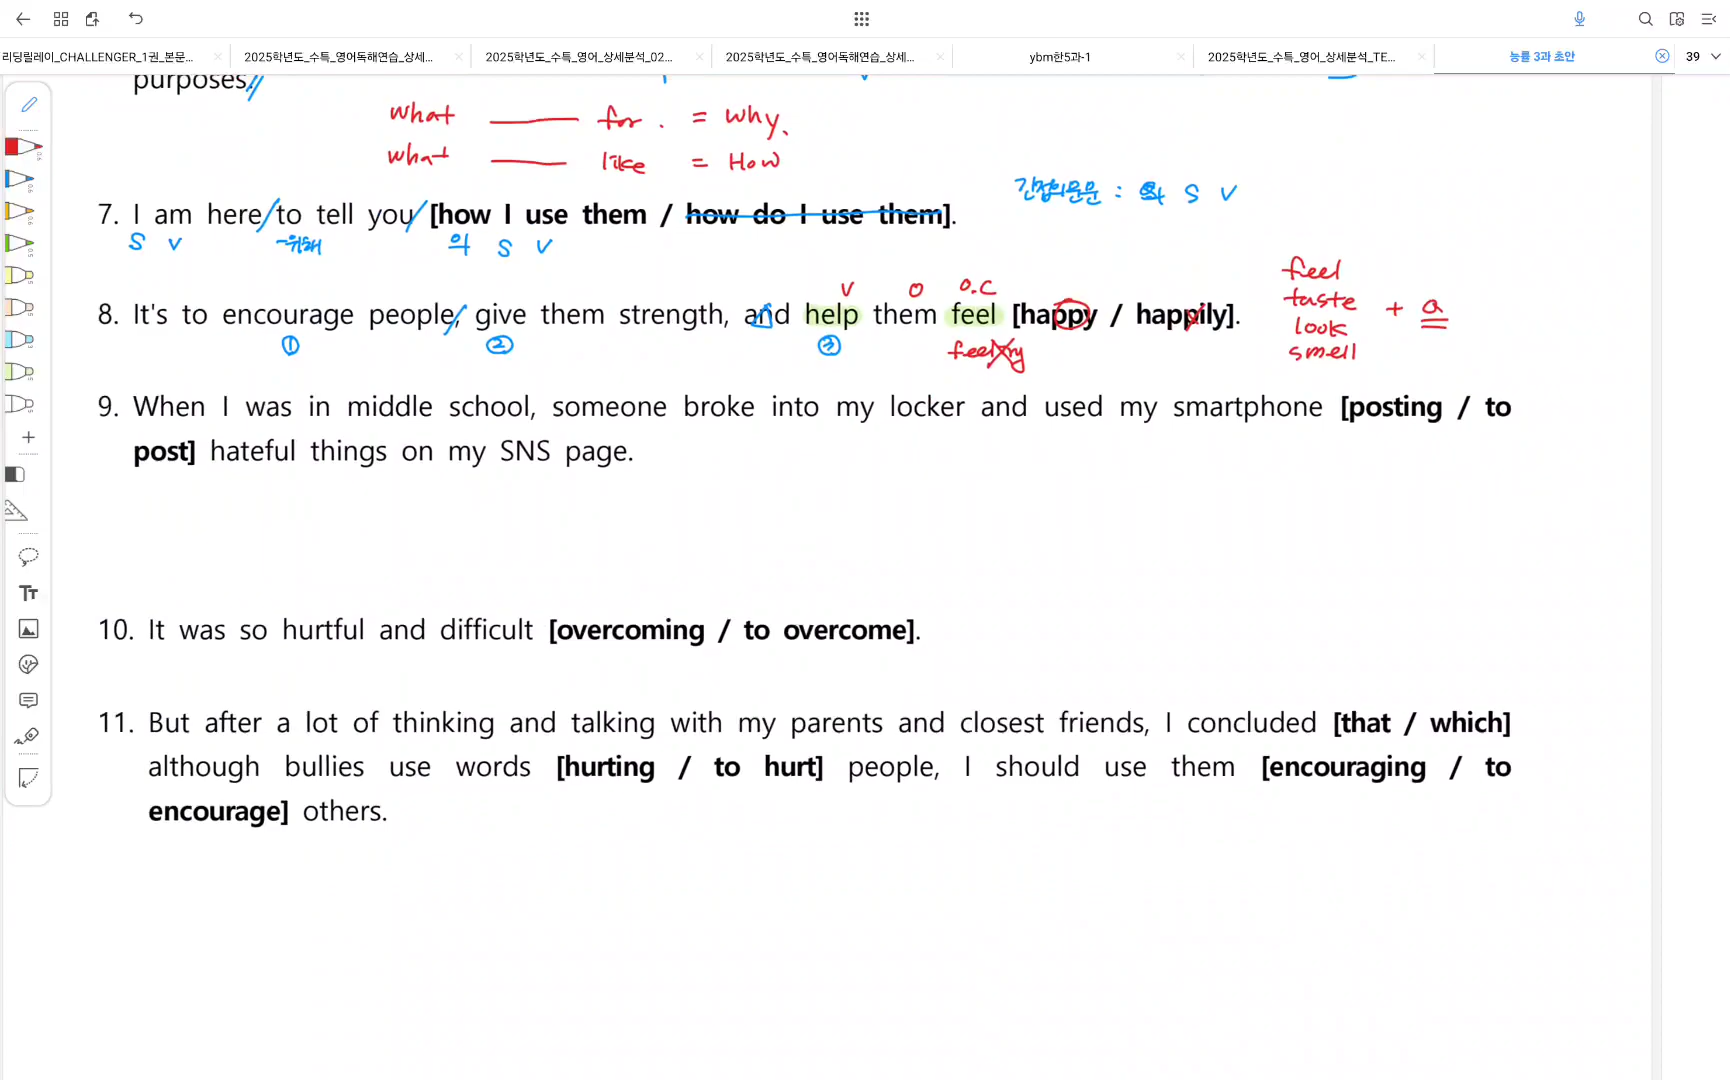 리딩릴레이_CHALLENGER_1권_본문... 2025학년도_수특_영어독해연습_상세... 2025학년도_수특_영어_상세분석_02... 2025학년도_수특_영어독해연습_상세... ybm한5과-1 2025학년도_수특_영어_상세분석_TE... 능률 3과 초안 39
purposes.
what ___ for. = why.
what ___ like = How
간접의문문 : 의 S V
7. I am here to tell you [how I use them / how do I use them].
S V ~위해 의 S V
feel
taste
look
smell
+ a
V O O.C
8. It's to encourage people, give them strength, and help them feel [happy / happily].
① ② ③ feeling
9. When I was in middle school, someone broke into my locker and used my smartphone [posting / to
post] hateful things on my SNS page.
10. It was so hurtful and difficult [overcoming / to overcome].
11. But after a lot of thinking and talking with my parents and closest friends, I concluded [that / which]
although bullies use words [hurting / to hurt] people, I should use them [encouraging / to
encourage] others.